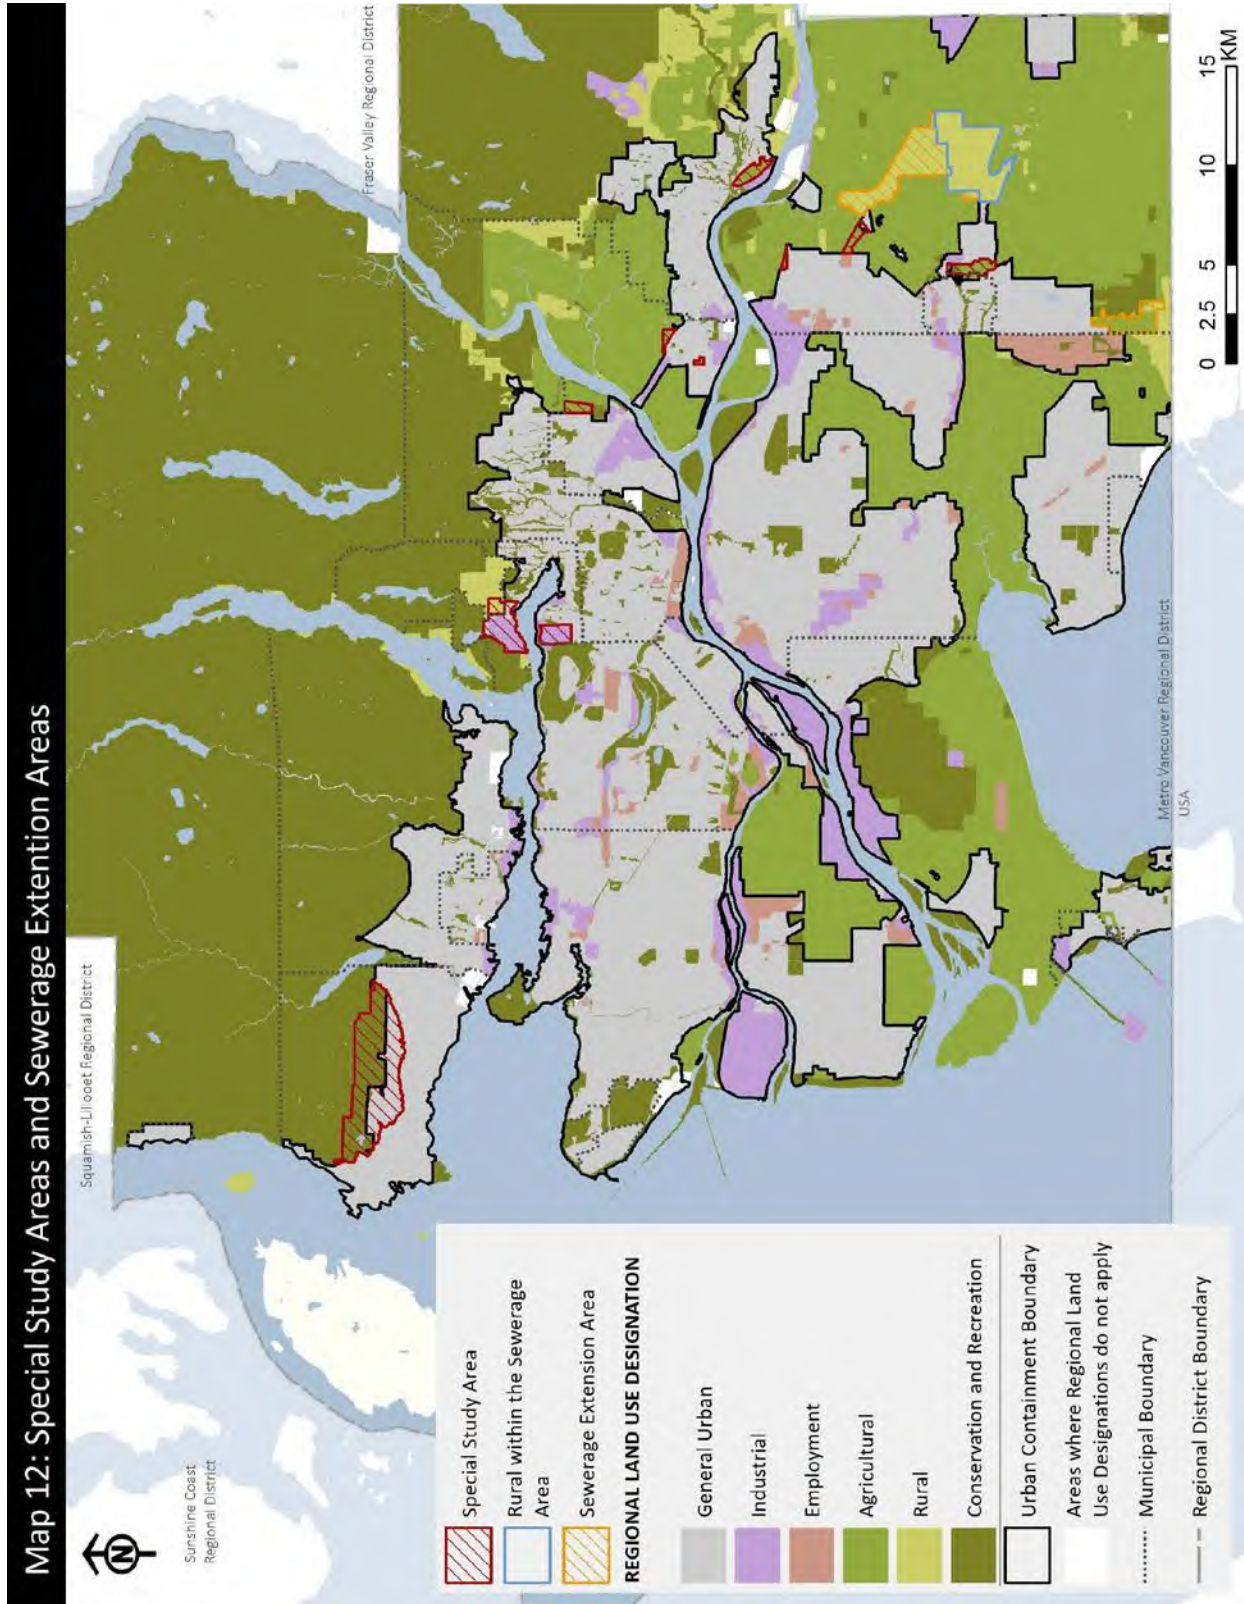 Map 12: Special Study Areas and Sewerage Extention Areas
N
Sunshine Coast
Regional District
Squamish-Lillooet Regional District
Fraser Valley Regional District
Special Study Area
Rural within the Sewerage
Area
Sewerage Extension Area
REGIONAL LAND USE DESIGNATION
General Urban
Industrial
Employment
Agricultural
Rural
Conservation and Recreation
Urban Containment Boundary
Areas where Regional Land
Use Designations do not apply
Municipal Boundary
Regional District Boundary
Metro Vancouver Regional District
USA
0 2.5 5 10 15
KM